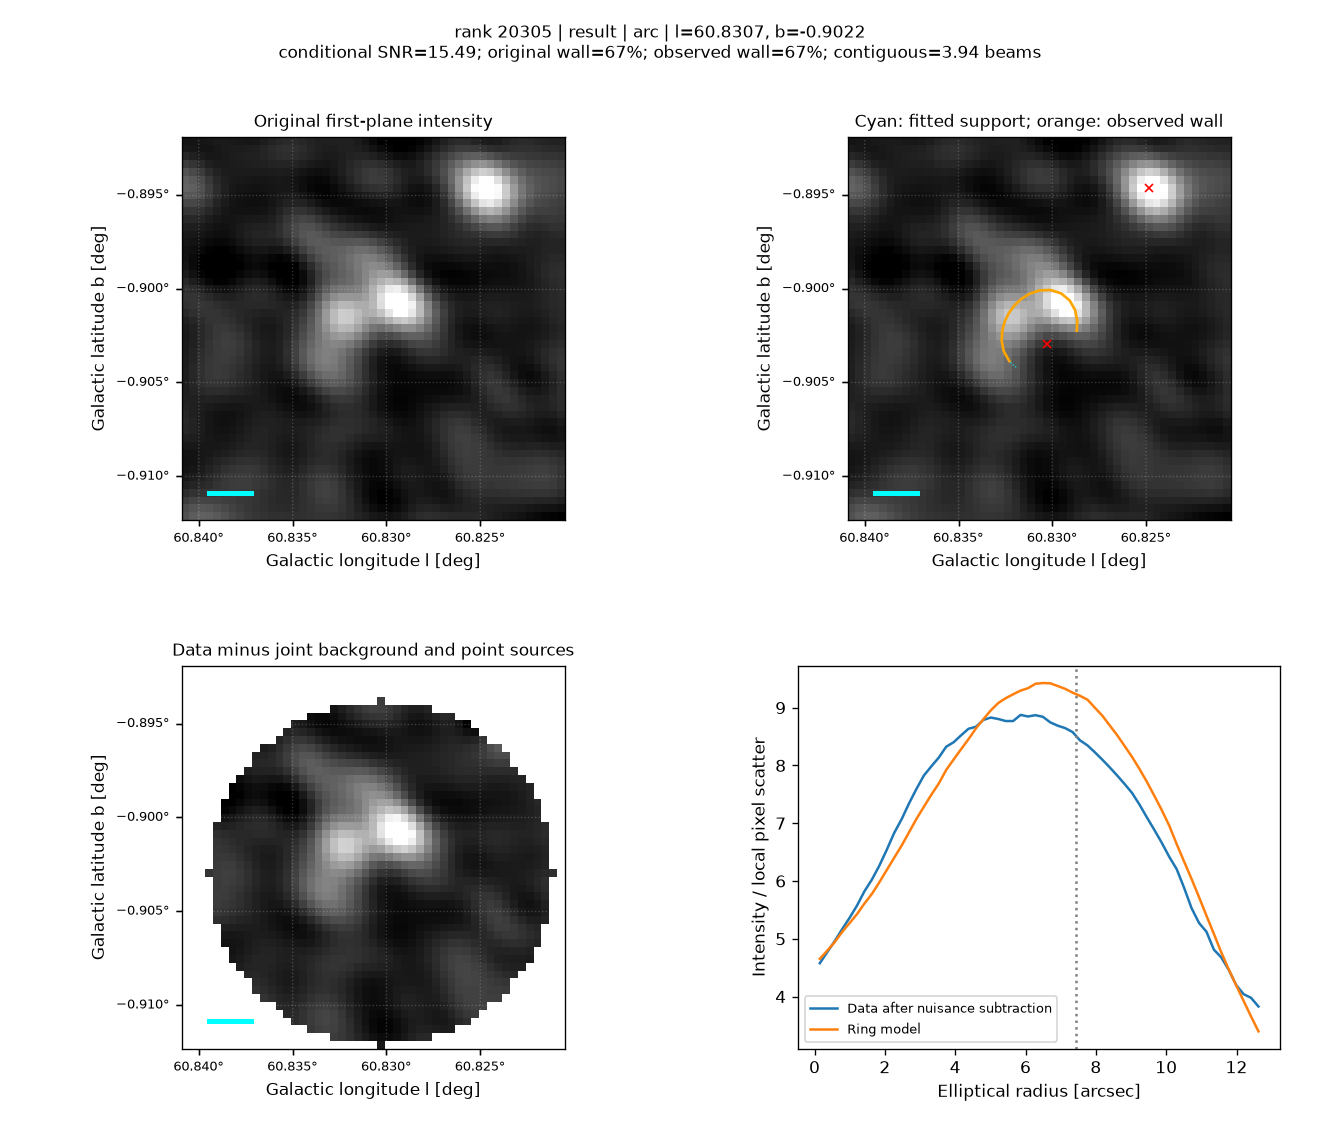 rank 20305 | result | arc | l=60.8307, b=-0.9022
conditional SNR=15.49; original wall=67%; observed wall=67%; contiguous=3.94 beams
Original first-plane intensity
−0.895°
−0.900°
−0.905°
−0.910°
60.840°
60.835°
60.830°
60.825°
Galactic longitude l [deg]
Galactic latitude b [deg]
Cyan: fitted support; orange: observed wall
−0.895°
−0.900°
−0.905°
−0.910°
60.840°
60.835°
60.830°
60.825°
Galactic longitude l [deg]
Galactic latitude b [deg]
Data minus joint background and point sources
−0.895°
−0.900°
−0.905°
−0.910°
60.840°
60.835°
60.830°
60.825°
Galactic longitude l [deg]
Galactic latitude b [deg]
9
8
7
6
5
4
0
2
4
6
8
10
12
Elliptical radius [arcsec]
Intensity / local pixel scatter
Data after nuisance subtraction
Ring model